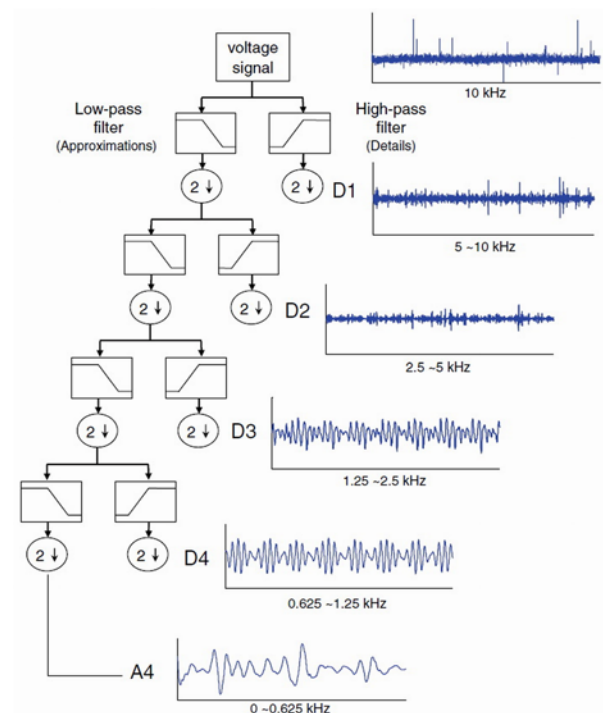 voltage
signal
10 kHz
Low-pass
filter
(Approximations)
High-pass
filter
(Details)
2 ↓
2 ↓
D1
5 ~10 kHz
2 ↓
2 ↓
D2
2.5 ~5 kHz
2 ↓
2 ↓
D3
1.25 ~2.5 kHz
2 ↓
2 ↓
D4
0.625 ~1.25 kHz
A4
0 ~0.625 kHz